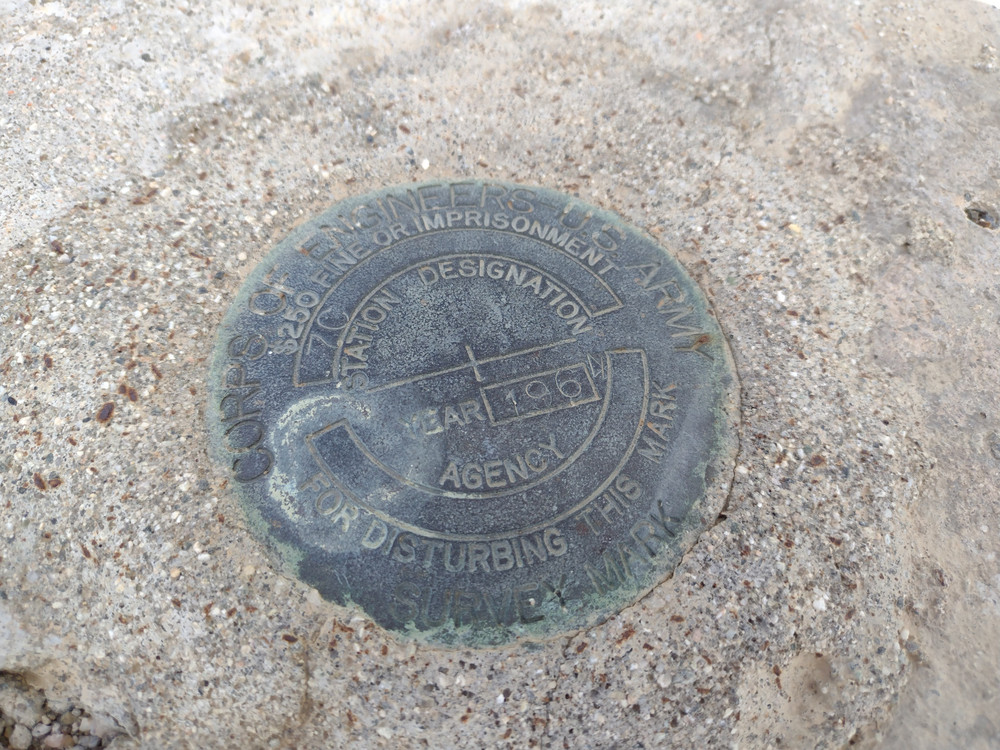 CORPS OF ENGINEERS U S ARMY
$250 FINE OR IMPRISONMENT
7C
STATION DESIGNATION
YEAR
AGENCY
FOR DISTURBING THIS MARK
SURVEY MARK